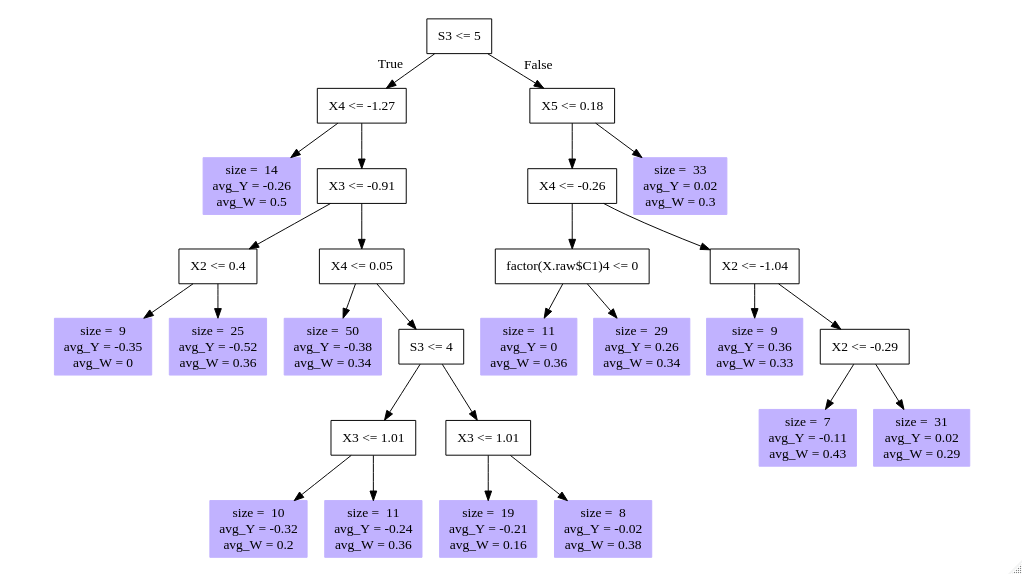 S3 <= 5
True
False
X4 <= -1.27
X5 <= 0.18
size =  14
avg_Y = -0.26
avg_W = 0.5
X3 <= -0.91
X4 <= -0.26
size =  33
avg_Y = 0.02
avg_W = 0.3
X2 <= 0.4
X4 <= 0.05
factor(X.raw$C1)4 <= 0
X2 <= -1.04
size =  9
avg_Y = -0.35
avg_W = 0
size =  25
avg_Y = -0.52
avg_W = 0.36
size =  50
avg_Y = -0.38
avg_W = 0.34
S3 <= 4
size =  11
avg_Y = 0
avg_W = 0.36
size =  29
avg_Y = 0.26
avg_W = 0.34
size =  9
avg_Y = 0.36
avg_W = 0.33
X2 <= -0.29
X3 <= 1.01
X3 <= 1.01
size =  7
avg_Y = -0.11
avg_W = 0.43
size =  31
avg_Y = 0.02
avg_W = 0.29
size =  10
avg_Y = -0.32
avg_W = 0.2
size =  11
avg_Y = -0.24
avg_W = 0.36
size =  19
avg_Y = -0.21
avg_W = 0.16
size =  8
avg_Y = -0.02
avg_W = 0.38